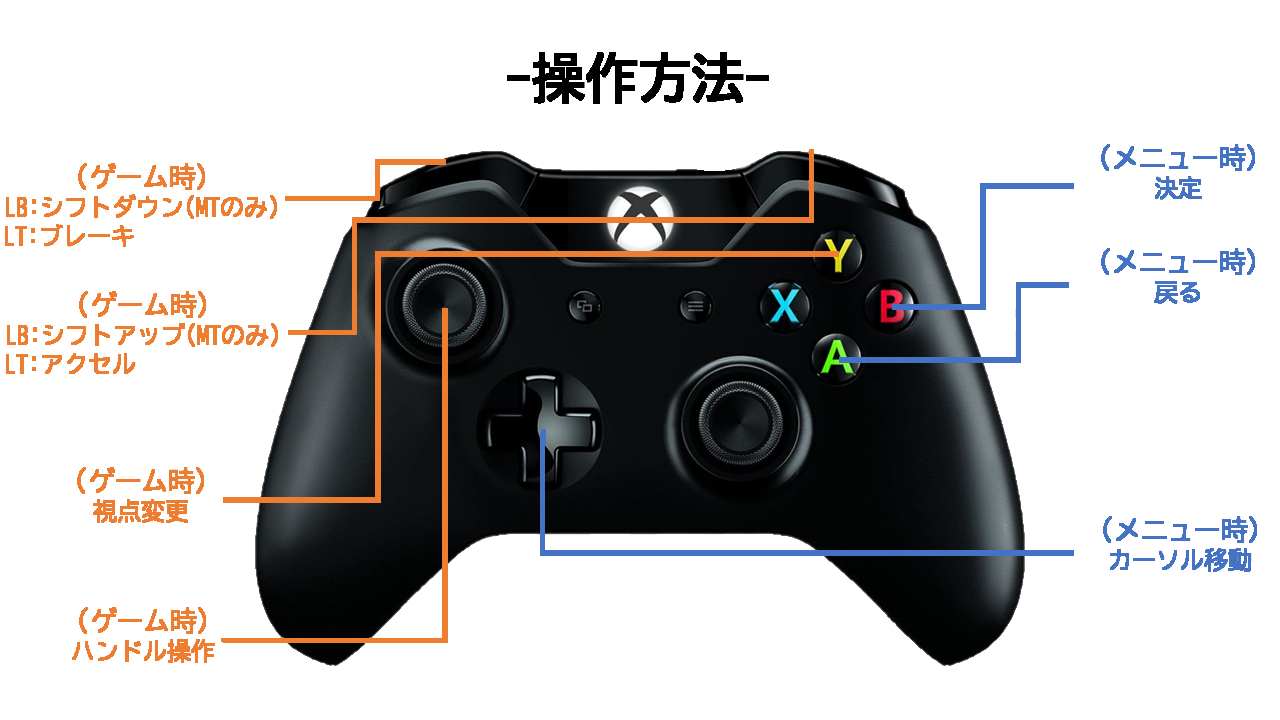 -操作方法-
(ゲーム時)
LB:シフトダウン(MTのみ)
LT:ブレーキ
(ゲーム時)
LB:シフトアップ(MTのみ)
LT:アクセル
(ゲーム時)
視点変更
(ゲーム時)
ハンドル操作
Y
X
B
A
(メニュー時)
決定
(メニュー時)
戻る
(メニュー時)
カーソル移動